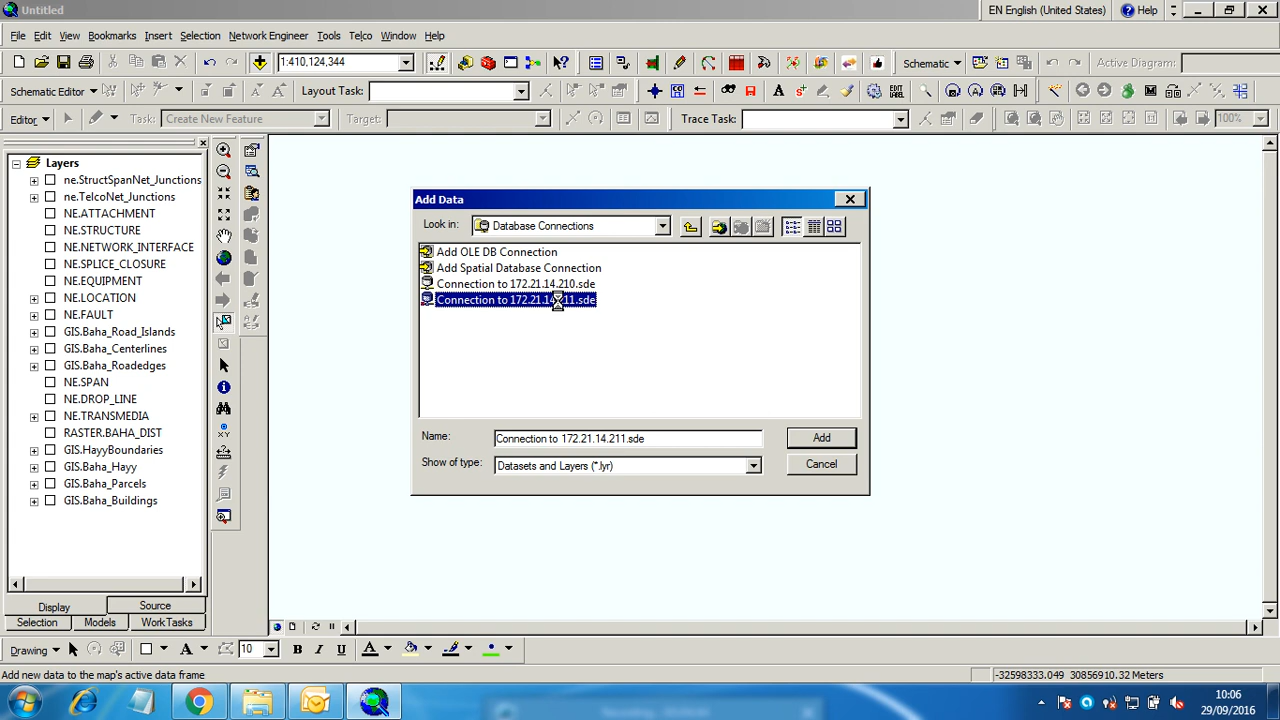 Untitled
EN English (United States)
Help
File Edit View Bookmarks Insert Selection Network Engineer Tools Telco Window Help
1:410,124,344
Schematic
Active Diagram:
Schematic Editor
Layout Task:
Editor
Task: Create New Feature
Target:
Trace Task:
100%
Layers
ne.StructSpanNet_Junctions
ne.TelcoNet_Junctions
NE.ATTACHMENT
NE.STRUCTURE
NE.NETWORK_INTERFACE
NE.SPLICE_CLOSURE
NE.EQUIPMENT
NE.LOCATION
NE.FAULT
GIS.Baha_Road_Islands
GIS.Baha_Centerlines
GIS.Baha_Roadedges
NE.SPAN
NE.DROP_LINE
NE.TRANSMEDIA
RASTER.BAHA_DIST
GIS.HayyBoundaries
GIS.Baha_Hayy
GIS.Baha_Parcels
GIS.Baha_Buildings
Display Source
Selection Models WorkTasks
Add Data
Look in: Database Connections
Add OLE DB Connection
Add Spatial Database Connection
Connection to 172.21.14.210.sde
Connection to 172.21.14.211.sde
Name: Connection to 172.21.14.211.sde
Add
Show of type: Datasets and Layers (*.lyr)
Cancel
Drawing A 10 B I U A
Add new data to the map's active data frame
-32598333.049 30856910.32 Meters
10:06
29/09/2016